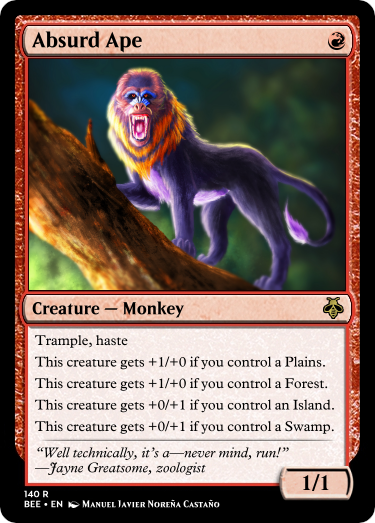 Absurd Ape
Creature — Monkey
Trample, haste
This creature gets +1/+0 if you control a Plains.
This creature gets +1/+0 if you control a Forest.
This creature gets +0/+1 if you control an Island.
This creature gets +0/+1 if you control a Swamp.
“Well technically, it’s a—never mind, run!”
—Jayne Greatsome, zoologist
1/1
140 R
BEE • EN Manuel Javier Noreña Castaño